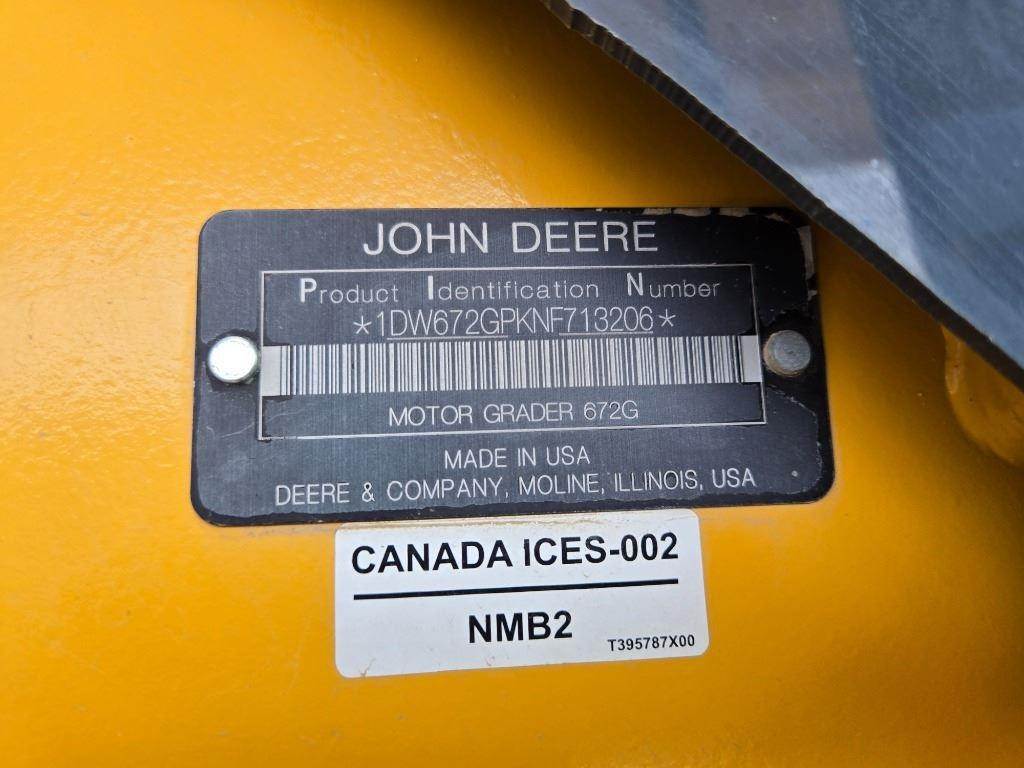 JOHN DEERE
Product Identification Number
*1DW672GPKNF713206*
MOTOR GRADER 672G
MADE IN USA
DEERE & COMPANY, MOLINE, ILLINOIS, USA
CANADA ICES-002
NMB2
T395787X00